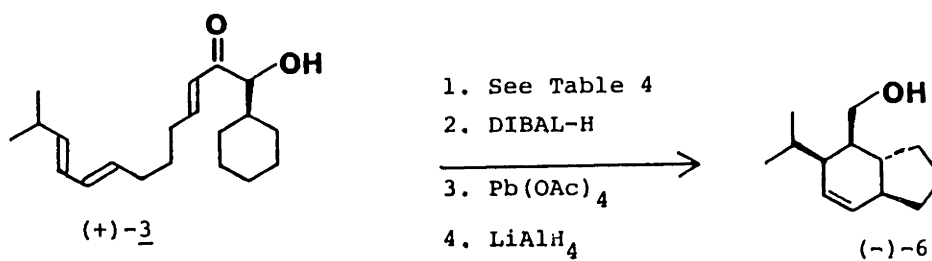 O
OH
1. See Table 4
2. DIBAL-H
3. Pb(OAc)4
4. LiAlH4
(+)-3
OH
(-)-6